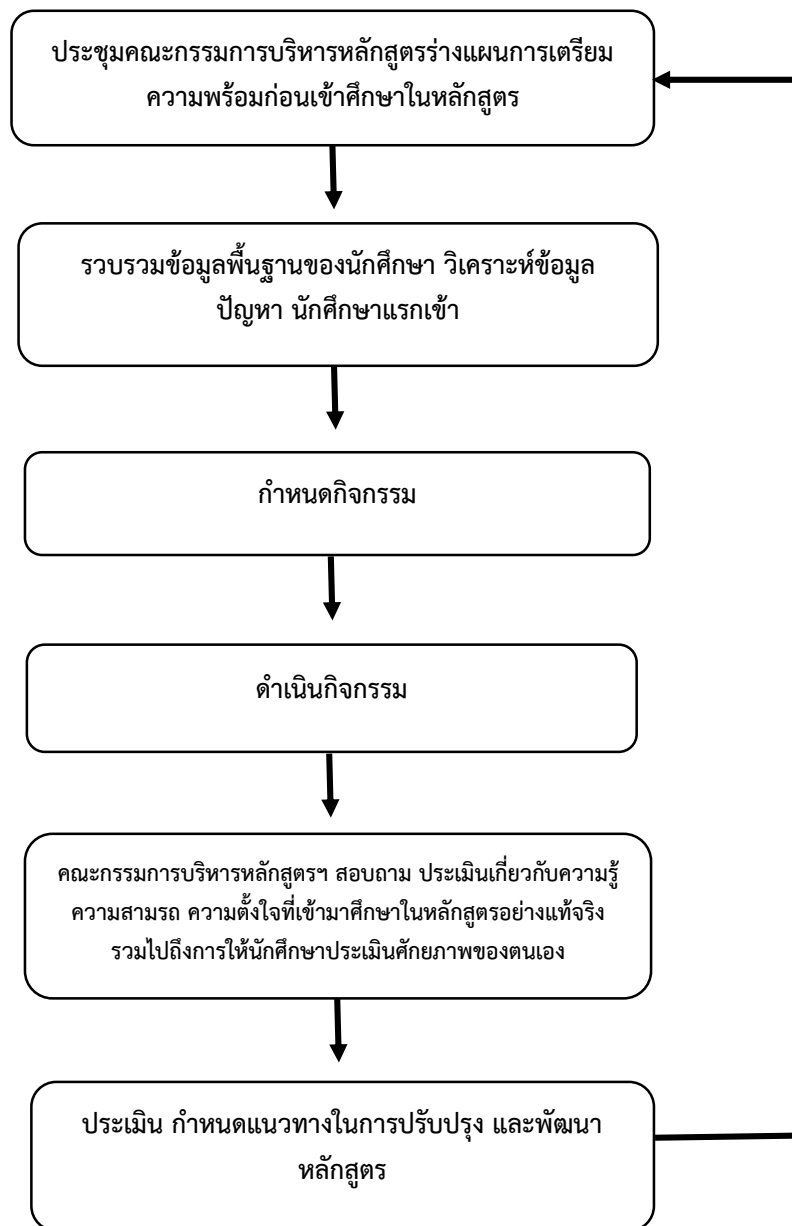 ประชุมคณะกรรมการบริหารหลักสูตรร่างแผนการเตรียม
ความพร้อมก่อนเข้าศึกษาในหลักสูตร
รวบรวมข้อมูลพื้นฐานของนักศึกษา วิเคราะห์ข้อมูล
ปัญหา นักศึกษาแรกเข้า
กำหนดกิจกรรม
ดำเนินกิจกรรม
คณะกรรมการบริหารหลักสูตรฯ สอบถาม ประเมินเกี่ยวกับความรู้
ความสามรถ ความตั้งใจที่เข้ามาศึกษาในหลักสูตรอย่างแท้จริง
รวมไปถึงการให้นักศึกษาประเมินศักยภาพของตนเอง
ประเมิน กำหนดแนวทางในการปรับปรุง และพัฒนา
หลักสูตร